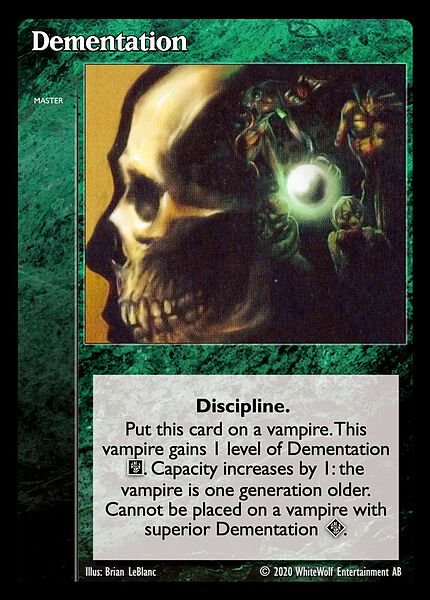 Dementation
MASTER
Discipline.
Put this card on a vampire. This
vampire gains 1 level of Dementation
. Capacity increases by 1: the
vampire is one generation older.
Cannot be placed on a vampire with
superior Dementation .
Illus: Brian LeBlanc © 2020 WhiteWolf Entertainment AB